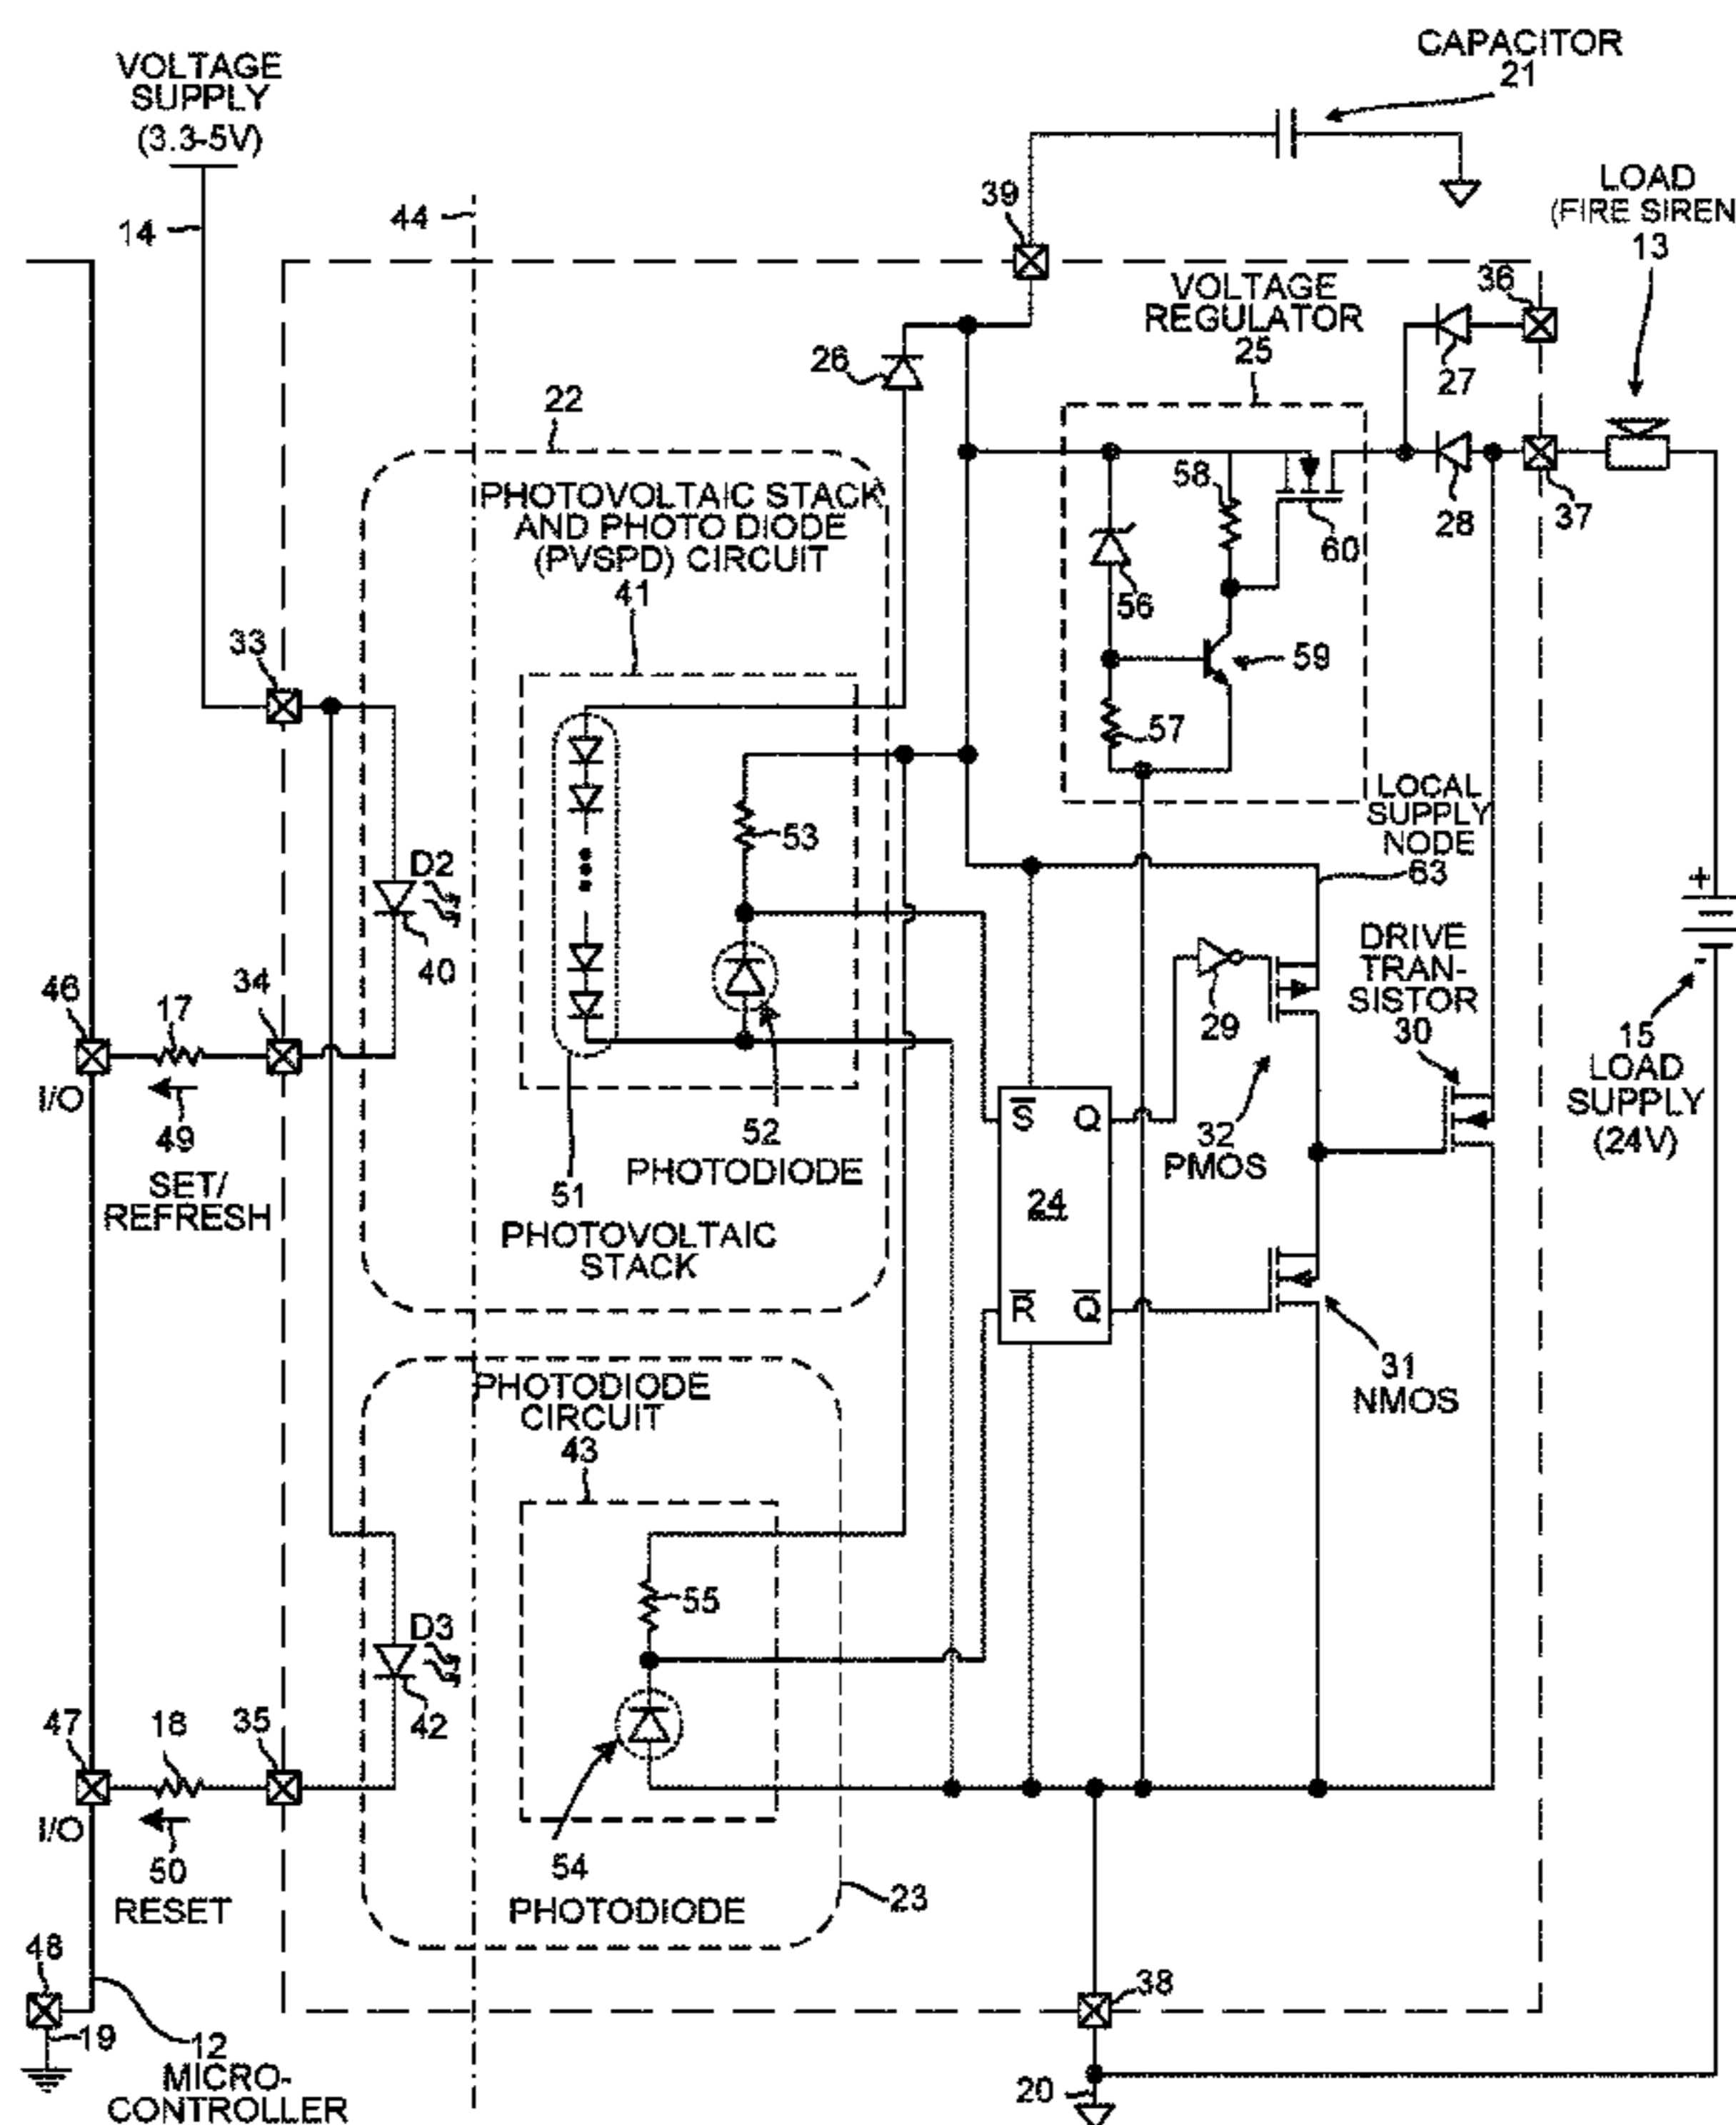 CAPACITOR
21
VOLTAGE
SUPPLY
(3.3-5V)
14
44
39
LOAD
(FIRE SIREN
13
VOLTAGE
REGULATOR
25
36
26
27
22
58
28
37
PHOTOVOLTAIC STACK
AND PHOTO DIODE
(PVSPD) CIRCUIT
41
56
60
33
59
57
LOCAL
SUPPLY
NODE
63
53
D2
40
+
-
DRIVE
TRAN-
SISTOR
30
46
17
34
29
15
LOAD
SUPPLY
(24V)
I/O
49
SET/
REFRESH
52
PHOTODIODE
51
PHOTOVOLTAIC
STACK
S
Q
24
R
Q
32
PMOS
31
NMOS
PHOTODIODE
CIRCUIT
43
55
D3
42
47
18
35
I/O
50
RESET
54
PHOTODIODE
23
48
19
12
MICRO-
CONTROLLER
38
20